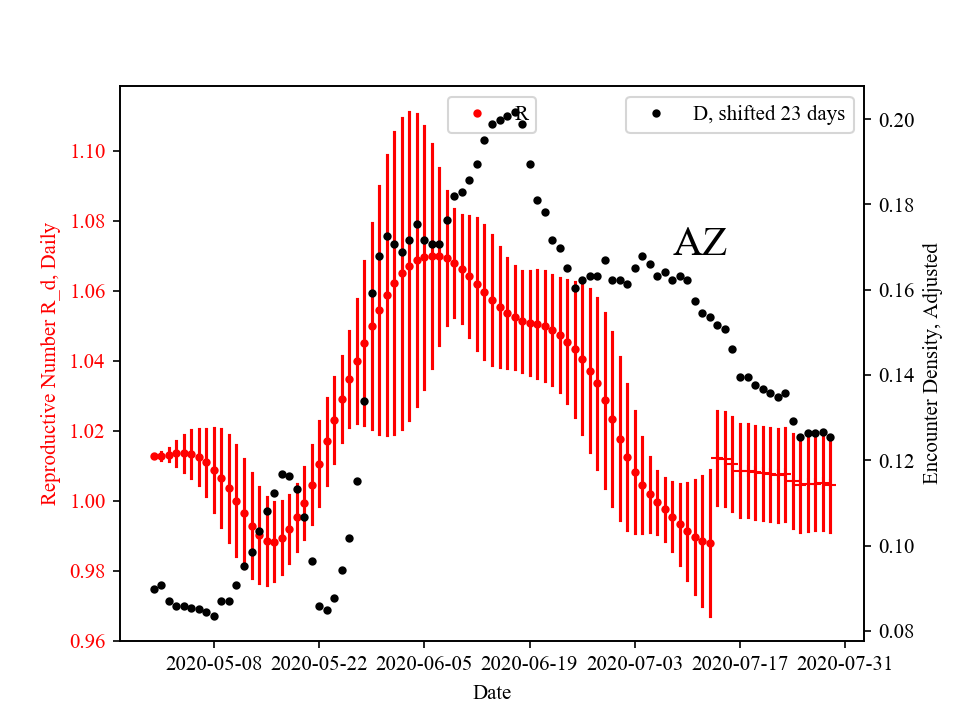 R
D, shifted 23 days
AZ
Reproductive Number R_d, Daily
1.10
1.08
1.06
1.04
1.02
1.00
0.98
0.96
0.20
0.18
0.16
0.14
0.12
0.10
0.08
Encounter Density, Adjusted
2020-05-08 2020-05-22 2020-06-05 2020-06-19 2020-07-03 2020-07-17 2020-07-31
Date